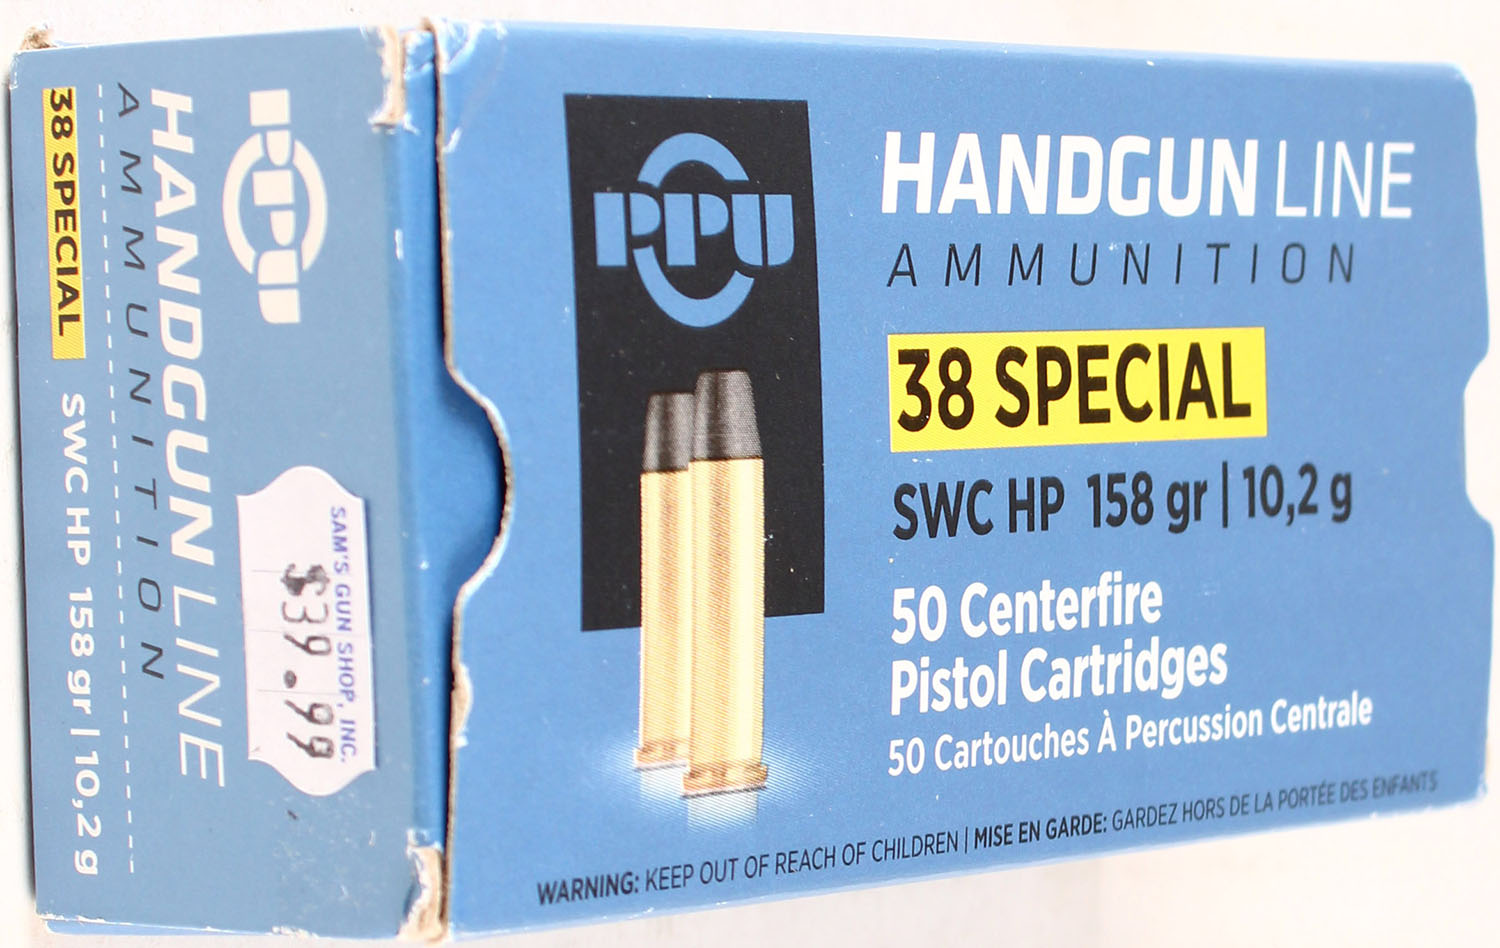 PPU
HANDGUN LINE
AMMUNITION
38 SPECIAL
SWC HP 158 gr | 10,2 g
50 Centerfire
Pistol Cartridges
50 Cartouches À Percussion Centrale
WARNING: KEEP OUT OF REACH OF CHILDREN | MISE EN GARDE: GARDEZ HORS DE LA PORTÉE DES ENFANTS
PPU
HANDGUN LINE
AMMUNITION
38 SPECIAL SWC HP 158 gr | 10,2 g
SAM'S GUN SHOP, INC.
$39.99